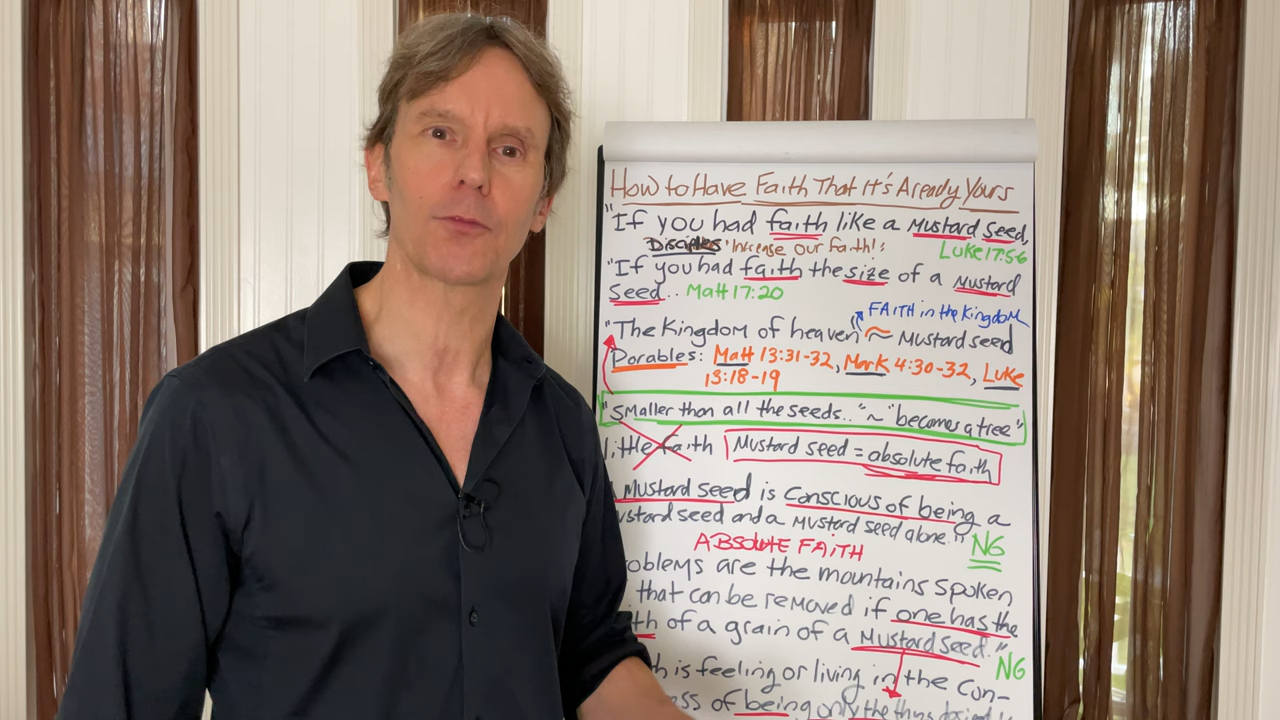 How to Have Faith That It's Aready Yours
"If you had faith like a Mustard Seed,
Disciples "Increase Our Faith!" Luke 17:5-6
"If you had faith the size of a Mustard
Seed.. Matt 17:20
FAITH in the Kingdom
"The Kingdom of heaven ≈ Mustard seed
Parables: Matt 13:31-32, Mark 4:30-32, Luke
13:18-19
"Smaller than all the seeds.." ~ "becomes a tree"
little faith Mustard seed = absolute faith
Mustard seed is Conscious of being a
mustard seed and a mustard seed alone." NG
ABSOLUTE FAITH
oblems are the mountains spoken
that can be removed if one has the
th of a grain of a Mustard Seed." NG
h is feeling or living in the Con-
ess of being only the thing desired